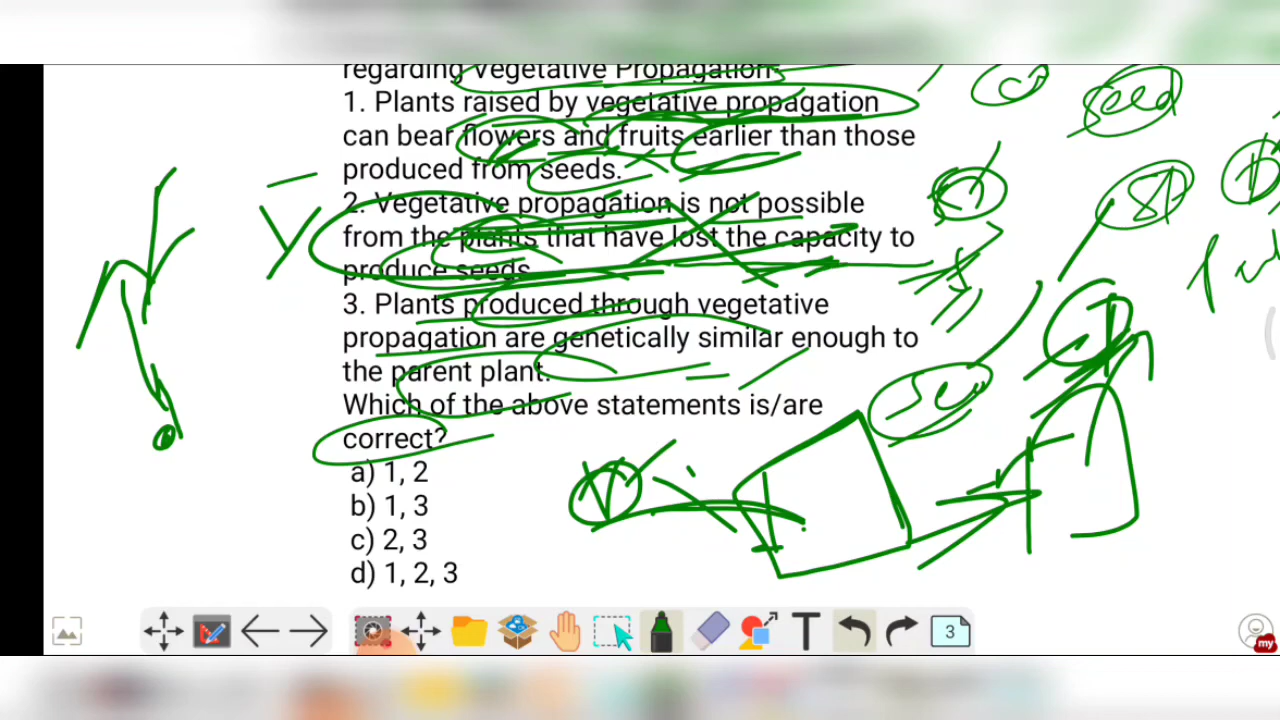 regarding Vegetative Propagation
1. Plants raised by vegetative propagation
can bear flowers and fruits earlier than those
produced from seeds.
2. Vegetative propagation is not possible
from the plants that have lost the capacity to
produce seeds
3. Plants produced through vegetative
propagation are genetically similar enough to
the parent plant.
Which of the above statements is/are
correct?
a) 1, 2
b) 1, 3
c) 2, 3
d) 1, 2, 3
seed
T
3
my